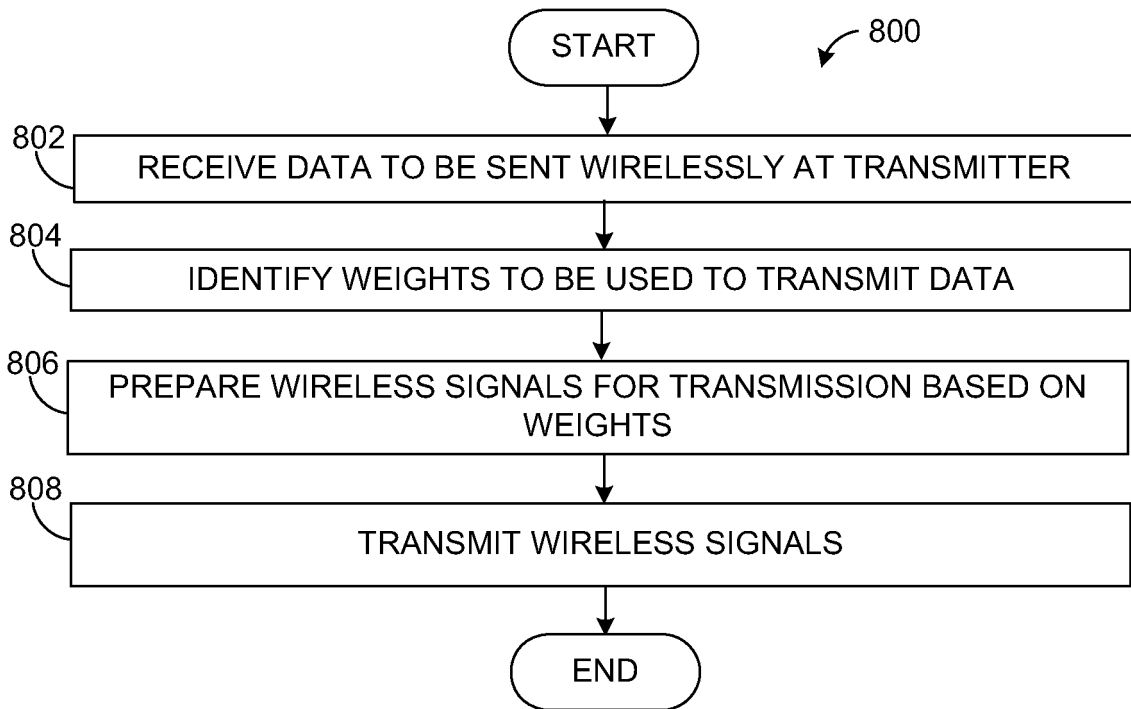 START
800
802
RECEIVE DATA TO BE SENT WIRELESSLY AT TRANSMITTER
804
IDENTIFY WEIGHTS TO BE USED TO TRANSMIT DATA
806
PREPARE WIRELESS SIGNALS FOR TRANSMISSION BASED ON
WEIGHTS
808
TRANSMIT WIRELESS SIGNALS
END